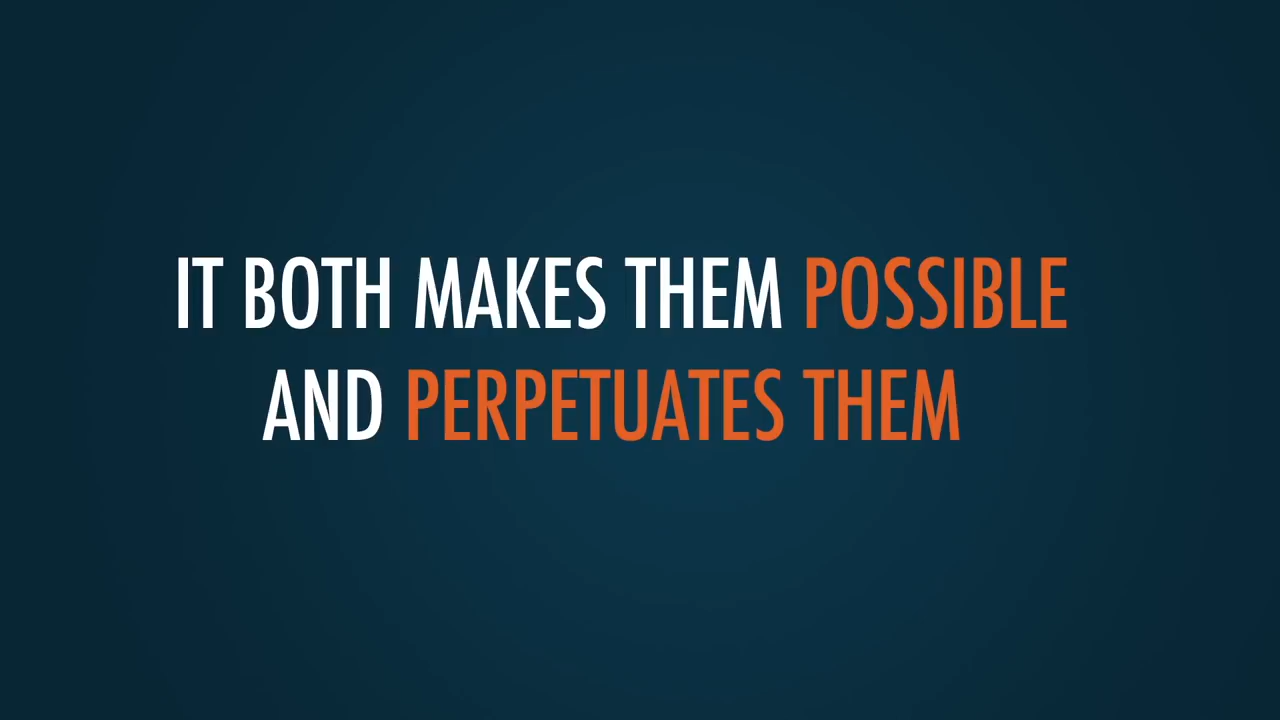 IT BOTH MAKES THEM POSSIBLE
AND PERPETUATES THEM